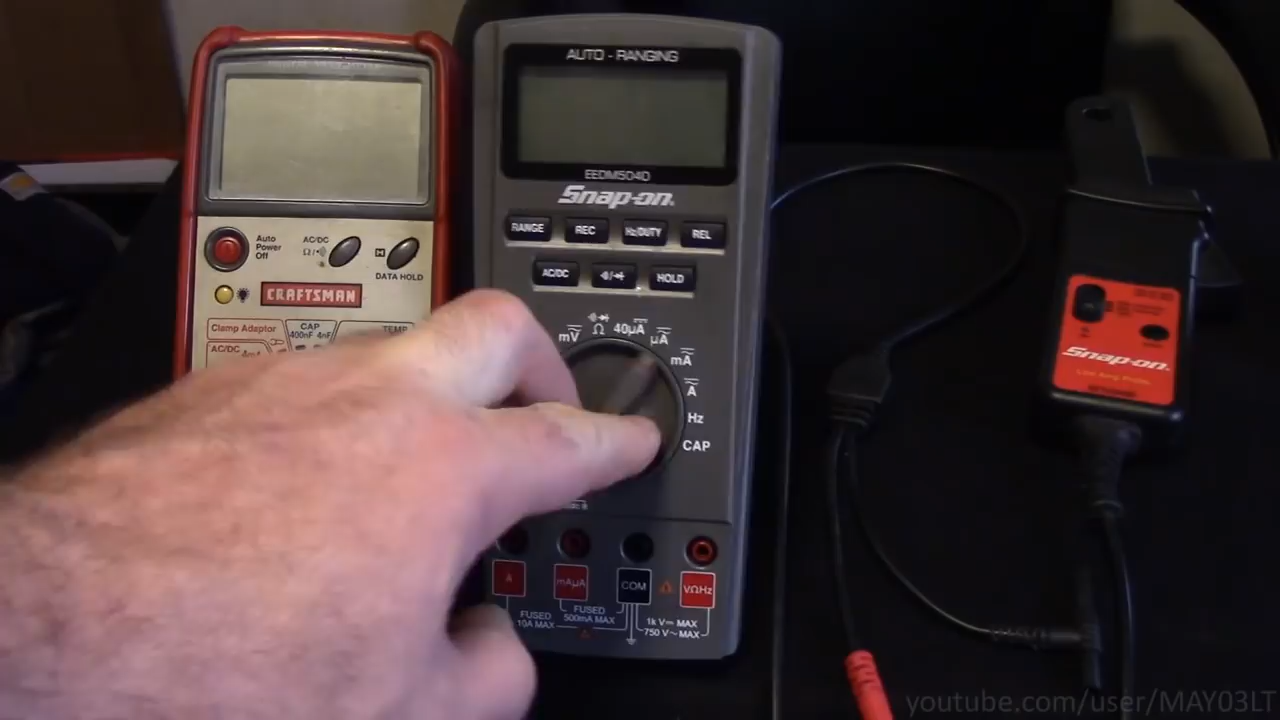 AUTO - RANGING
EEDM504D
Snap-on
RANGE
REC
Hz/DUTY
REL
AC/DC
HOLD
mV
Ω
40µA
µA
mA
A
Hz
CAP
A
mAµA
COM
VΩHz
FUSED
10A MAX
FUSED
500mA MAX
1k V⎓ MAX
750 V~MAX
Auto
Power
Off
AC/DC
Ω/
H
DATA HOLD
CRAFTSMAN
Clamp Adaptor
CAP
400nF 4nF
TEMP
AC/DC
Snap-on
youtube.com/user/MAY03LT